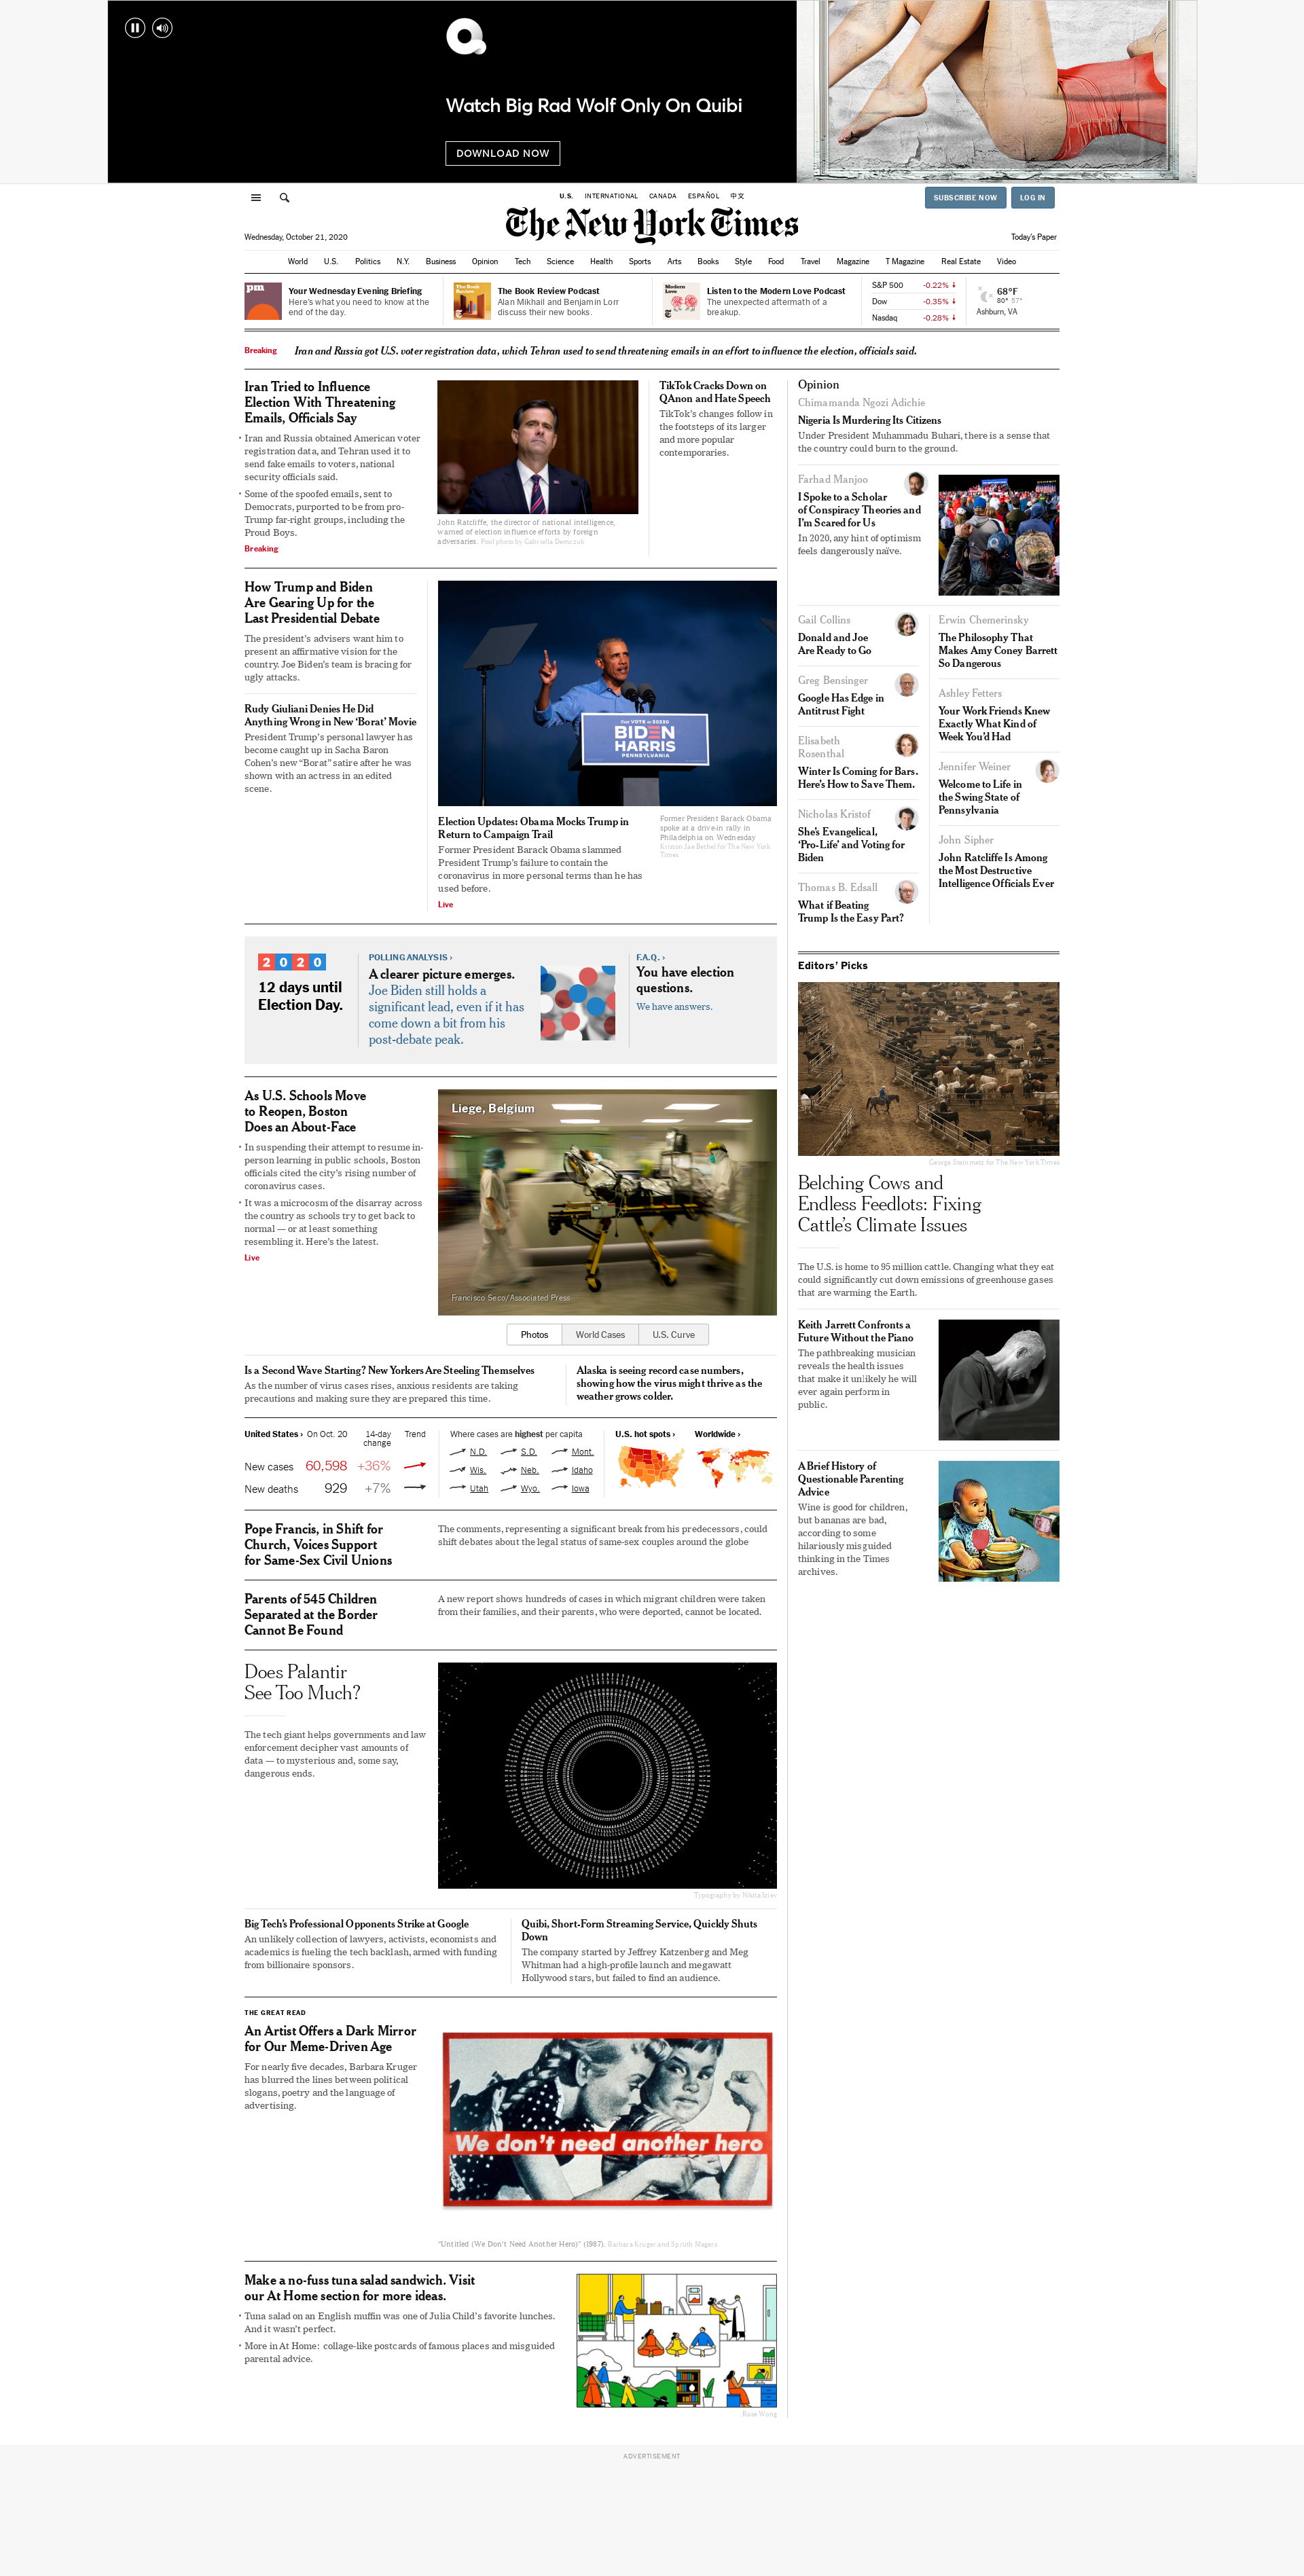 Watch Big Rad Wolf Only On Quibi
DOWNLOAD NOW
U.S. INTERNATIONAL CANADA ESPAÑOL 中文
SUBSCRIBE NOW LOG IN
The New York Times
Wednesday, October 21, 2020
Today's Paper
World U.S. Politics N.Y. Business Opinion Tech Science Health Sports Arts Books Style Food Travel Magazine T Magazine Real Estate Video
pm
Your Wednesday Evening Briefing
Here's what you need to know at the
end of the day.
The Book Review
The Book Review Podcast
Alan Mikhail and Benjamin Lorr
discuss their new books.
Modern Love
Listen to the Modern Love Podcast
The unexpected aftermath of a
breakup.
S&P 500 -0.22%
Dow -0.35%
Nasdaq -0.28%
68°F
80° 57°
Ashburn, VA
Breaking Iran and Russia got U.S. voter registration data, which Tehran used to send threatening emails in an effort to influence the election, officials said.
Iran Tried to Influence
Election With Threatening
Emails, Officials Say
• Iran and Russia obtained American voter
registration data, and Tehran used it to
send fake emails to voters, national
security officials said.
• Some of the spoofed emails, sent to
Democrats, purported to be from pro-
Trump far-right groups, including the
Proud Boys.
Breaking
John Ratcliffe, the director of national intelligence,
warned of election influence efforts by foreign
adversaries. Pool photo by Gabriella Demczuk
TikTok Cracks Down on
QAnon and Hate Speech
TikTok's changes follow in
the footsteps of its larger
and more popular
contemporaries.
How Trump and Biden
Are Gearing Up for the
Last Presidential Debate
The president's advisers want him to
present an affirmative vision for the
country. Joe Biden's team is bracing for
ugly attacks.
Rudy Giuliani Denies He Did
Anything Wrong in New 'Borat' Movie
President Trump's personal lawyer has
become caught up in Sacha Baron
Cohen's new "Borat" satire after he was
shown with an actress in an edited
scene.
BIDEN
HARRIS
PENNSYLVANIA
Election Updates: Obama Mocks Trump in
Return to Campaign Trail
Former President Barack Obama slammed
President Trump's failure to contain the
coronavirus in more personal terms than he has
used before.
Live
Former President Barack Obama
spoke at a drive-in rally in
Philadelphia on Wednesday
Kriston Jae Bethel for The New York
Times
2020
12 days until
Election Day.
POLLING ANALYSIS ›
A clearer picture emerges.
Joe Biden still holds a
significant lead, even if it has
come down a bit from his
post-debate peak.
F.A.Q. ›
You have election
questions.
We have answers.
As U.S. Schools Move
to Reopen, Boston
Does an About-Face
• In suspending their attempt to resume in-
person learning in public schools, Boston
officials cited the city's rising number of
coronavirus cases.
• It was a microcosm of the disarray across
the country as schools try to get back to
normal — or at least something
resembling it. Here's the latest.
Live
Liege, Belgium
Francisco Seco/Associated Press
Photos World Cases U.S. Curve
Is a Second Wave Starting? New Yorkers Are Steeling Themselves
As the number of virus cases rises, anxious residents are taking
precautions and making sure they are prepared this time.
Alaska is seeing record case numbers,
showing how the virus might thrive as the
weather grows colder.
United States › On Oct. 20 14-day change Trend
New cases 60,598 +36%
New deaths 929 +7%
Where cases are highest per capita
N.D. S.D. Mont.
Wis. Neb. Idaho
Utah Wyo. Iowa
U.S. hot spots › Worldwide ›
Pope Francis, in Shift for
Church, Voices Support
for Same-Sex Civil Unions
The comments, representing a significant break from his predecessors, could
shift debates about the legal status of same-sex couples around the globe
Parents of 545 Children
Separated at the Border
Cannot Be Found
A new report shows hundreds of cases in which migrant children were taken
from their families, and their parents, who were deported, cannot be located.
Does Palantir
See Too Much?
The tech giant helps governments and law
enforcement decipher vast amounts of
data — to mysterious and, some say,
dangerous ends.
Typography by Nikita Iziev
Big Tech's Professional Opponents Strike at Google
An unlikely collection of lawyers, activists, economists and
academics is fueling the tech backlash, armed with funding
from billionaire sponsors.
Quibi, Short-Form Streaming Service, Quickly Shuts
Down
The company started by Jeffrey Katzenberg and Meg
Whitman had a high-profile launch and megawatt
Hollywood stars, but failed to find an audience.
THE GREAT READ
An Artist Offers a Dark Mirror
for Our Meme-Driven Age
For nearly five decades, Barbara Kruger
has blurred the lines between political
slogans, poetry and the language of
advertising.
We don't need another hero
"Untitled (We Don't Need Another Hero)" (1987). Barbara Kruger and Sprüth Magers
Make a no-fuss tuna salad sandwich. Visit
our At Home section for more ideas.
• Tuna salad on an English muffin was one of Julia Child's favorite lunches.
And it wasn't perfect.
• More in At Home: collage-like postcards of famous places and misguided
parental advice.
Rose Wong
Opinion
Chimamanda Ngozi Adichie
Nigeria Is Murdering Its Citizens
Under President Muhammadu Buhari, there is a sense that
the country could burn to the ground.
Farhad Manjoo
I Spoke to a Scholar
of Conspiracy Theories and
I'm Scared for Us
In 2020, any hint of optimism
feels dangerously naïve.
Gail Collins
Donald and Joe
Are Ready to Go
Greg Bensinger
Google Has Edge in
Antitrust Fight
Elisabeth
Rosenthal
Winter Is Coming for Bars.
Here's How to Save Them.
Nicholas Kristof
She's Evangelical,
'Pro-Life' and Voting for
Biden
Thomas B. Edsall
What if Beating
Trump Is the Easy Part?
Erwin Chemerinsky
The Philosophy That
Makes Amy Coney Barrett
So Dangerous
Ashley Fetters
Your Work Friends Knew
Exactly What Kind of
Week You'd Had
Jennifer Weiner
Welcome to Life in
the Swing State of
Pennsylvania
John Sipher
John Ratcliffe Is Among
the Most Destructive
Intelligence Officials Ever
Editors' Picks
George Steinmetz for The New York Times
Belching Cows and
Endless Feedlots: Fixing
Cattle's Climate Issues
The U.S. is home to 95 million cattle. Changing what they eat
could significantly cut down emissions of greenhouse gases
that are warming the Earth.
Keith Jarrett Confronts a
Future Without the Piano
The pathbreaking musician
reveals the health issues
that make it unlikely he will
ever again perform in
public.
A Brief History of
Questionable Parenting
Advice
Wine is good for children,
but bananas are bad,
according to some
hilariously misguided
thinking in the Times
archives.
ADVERTISEMENT